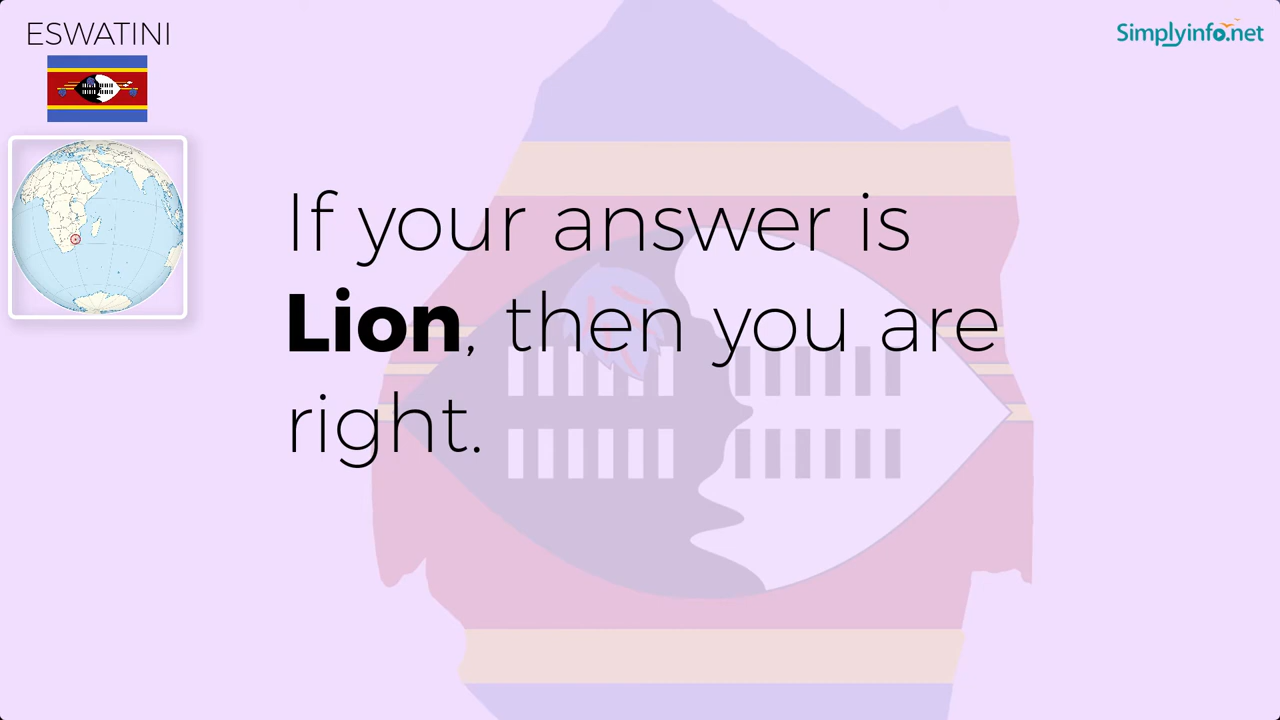 ESWATINI
Simplyinfo.net
If your answer is
Lion, then you are
right.